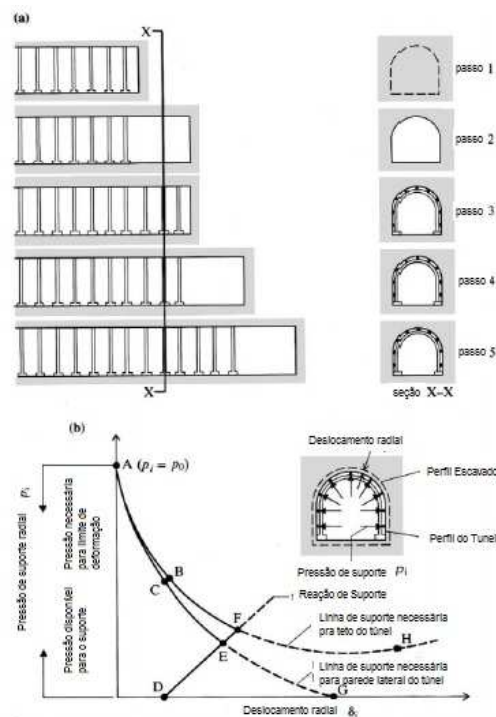 (a)
X
passo 1
passo 2
passo 3
passo 4
passo 5
X
seção X–X
(b)
Deslocamento radial
A (pi = p0)
Perfil Escavado
Perfil do Tunel
Pressão de suporte pi
Pressão de suporte radial pi
Pressão necessária
para limite de
deformação
Pressão disponível
para o suporte
B
C
Reação de Suporte
F
Linha de suporte necessária
pra teto do túnel
H
E
Linha de suporte necessária
para parede lateral do túnel
D
G
Deslocamento radial